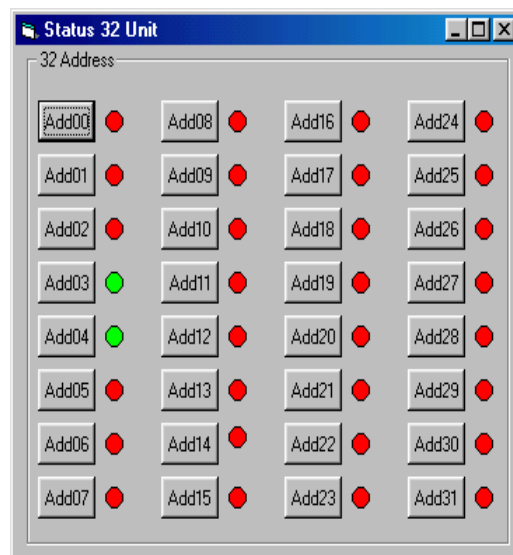 Status 32 Unit
32 Address
Add00 Add08 Add16 Add24
Add01 Add09 Add17 Add25
Add02 Add10 Add18 Add26
Add03 Add11 Add19 Add27
Add04 Add12 Add20 Add28
Add05 Add13 Add21 Add29
Add06 Add14 Add22 Add30
Add07 Add15 Add23 Add31